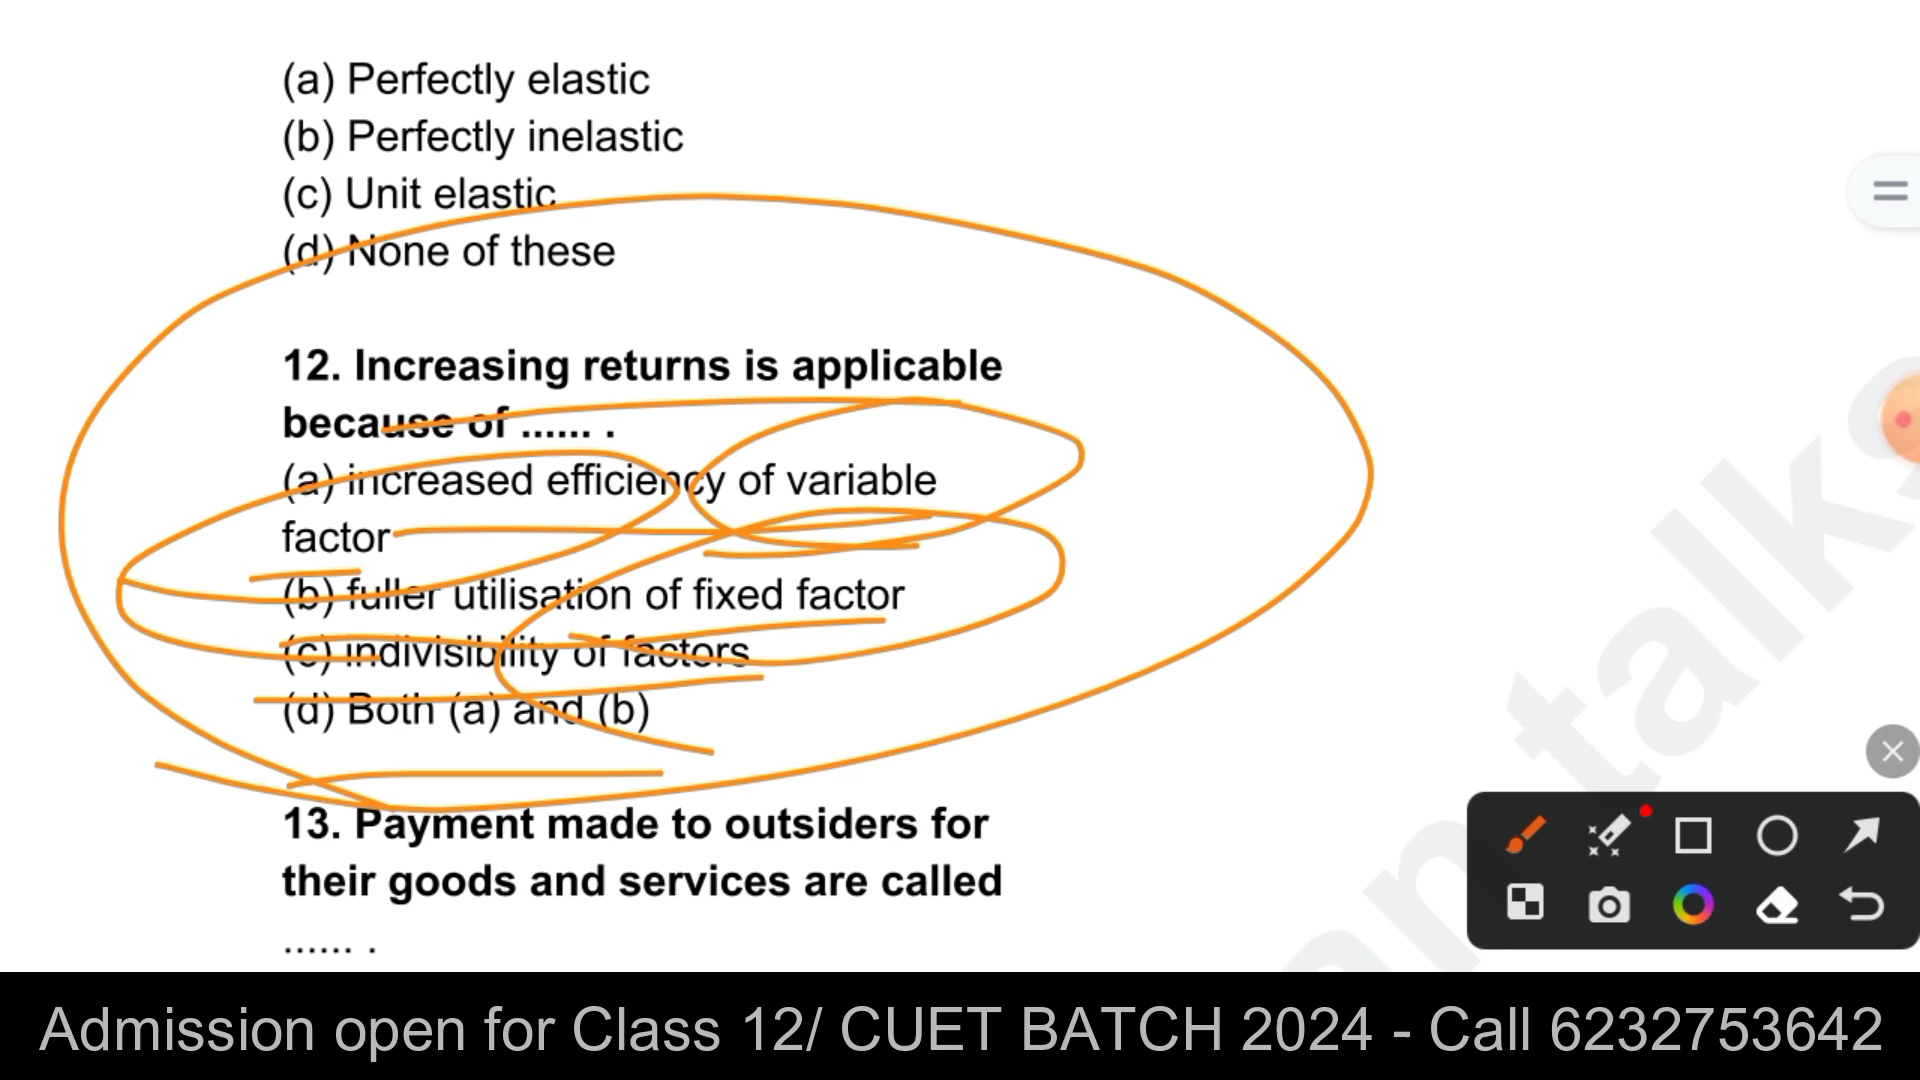 (a) Perfectly elastic
(b) Perfectly inelastic
(c) Unit elastic
(d) None of these
12. Increasing returns is applicable
because of ...... .
(a) increased efficiency of variable
factor
(b) fuller utilisation of fixed factor
(c) indivisibility of factors
(d) Both (a) and (b)
13. Payment made to outsiders for
their goods and services are called
...... .
Admission open for Class 12/ CUET BATCH 2024 - Call 6232753642